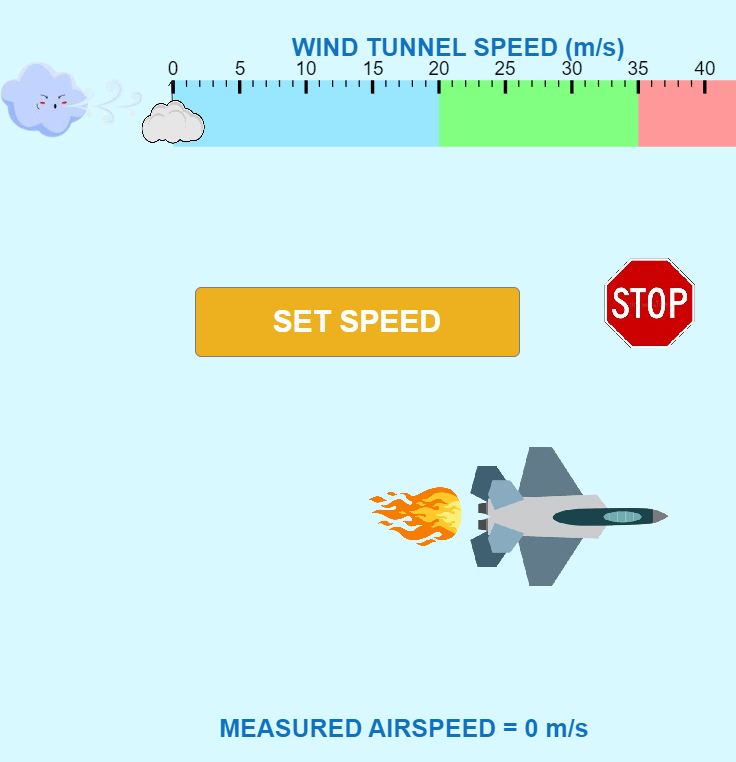 WIND TUNNEL SPEED (m/s)
0 5 10 15 20 25 30 35 40
SET SPEED
STOP
MEASURED AIRSPEED = 0 m/s